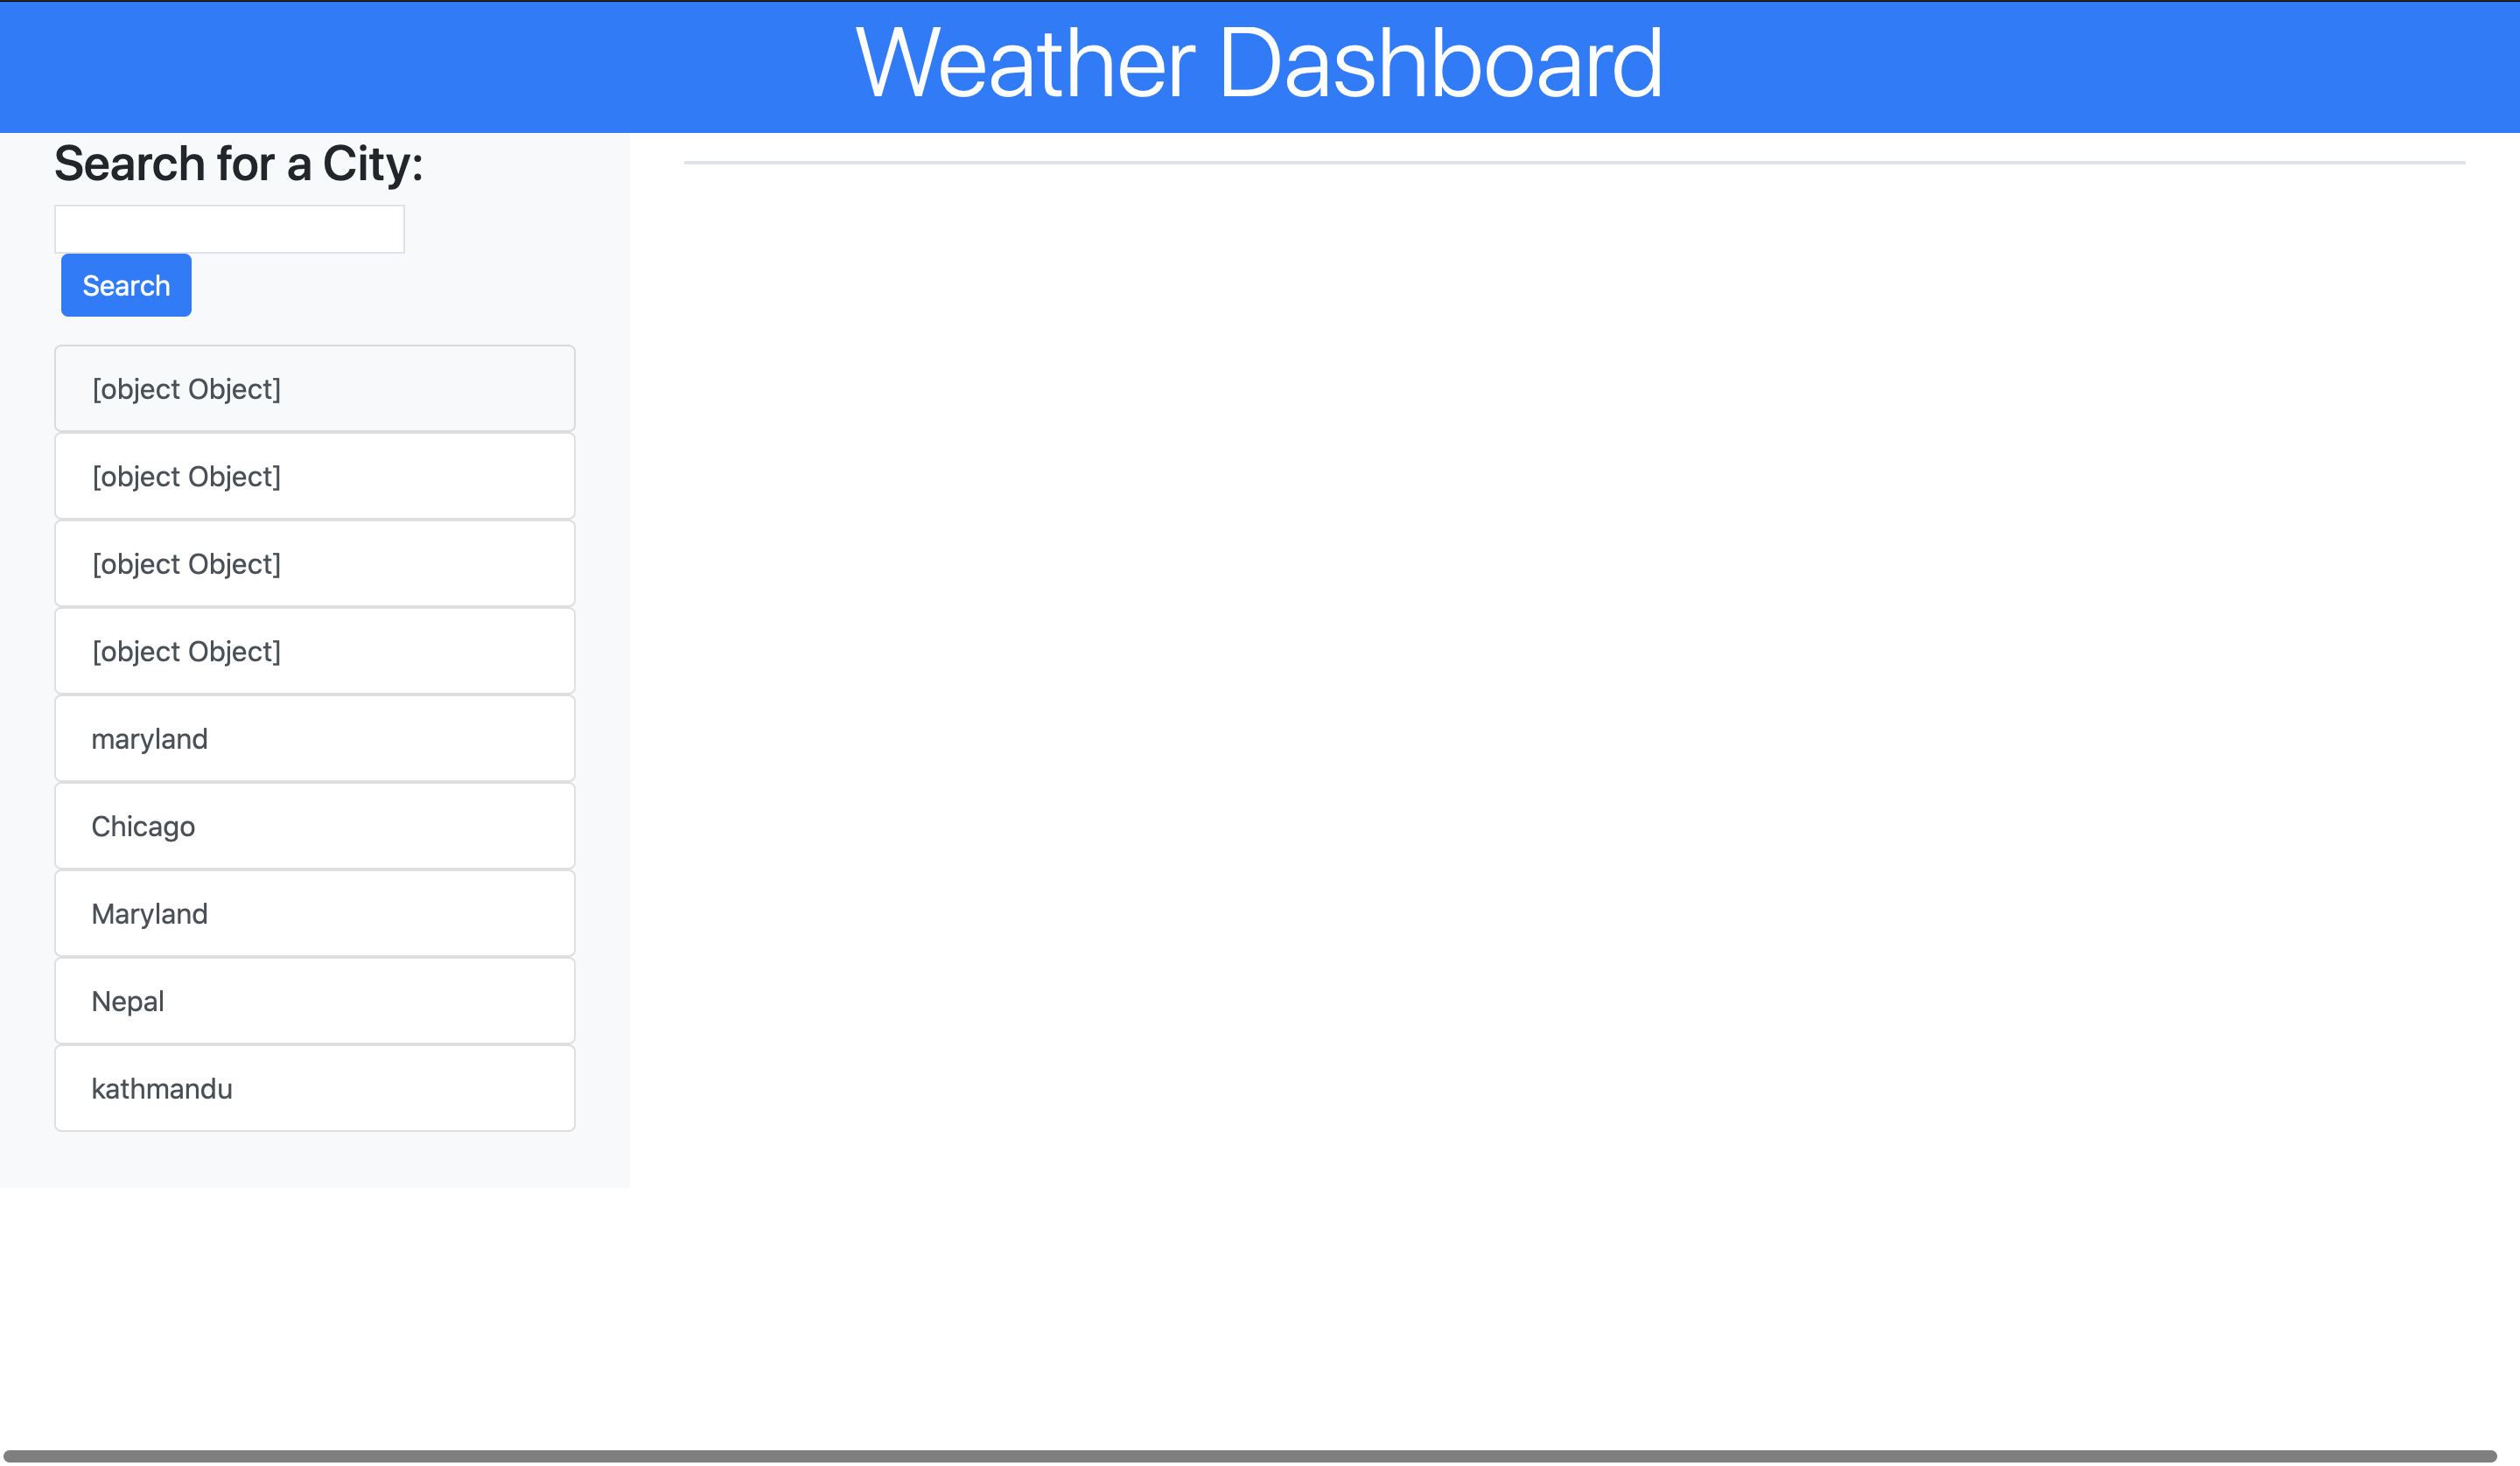 Weather Dashboard
Search for a City:
Search
[object Object]
[object Object]
[object Object]
[object Object]
maryland
Chicago
Maryland
Nepal
kathmandu